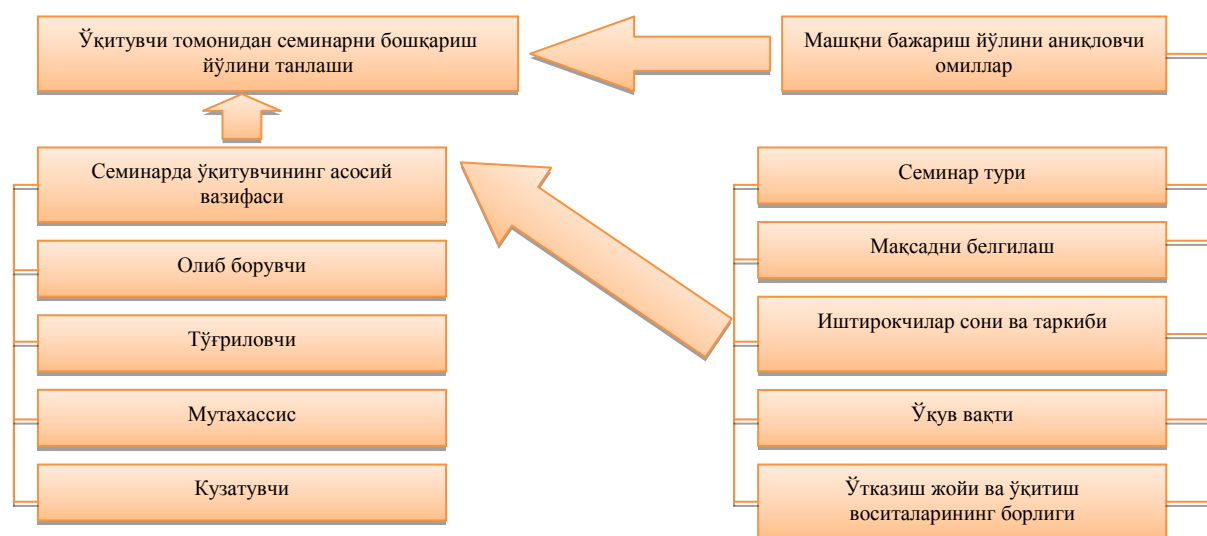 Ўқитувчи томонидан семинарни бошқариш
йўлини танлаши
Машқни бажариш йўлини аниқловчи
омиллар
Семинарда ўқитувчининг асосий
вазифаси
Олиб борувчи
Тўғриловчи
Мутахассис
Кузатувчи
Семинар тури
Мақсадни белгилаш
Иштирокчилар сони ва таркиби
Ўқув вақти
Ўтказиш жойи ва ўқитиш
воситаларининг борлиги